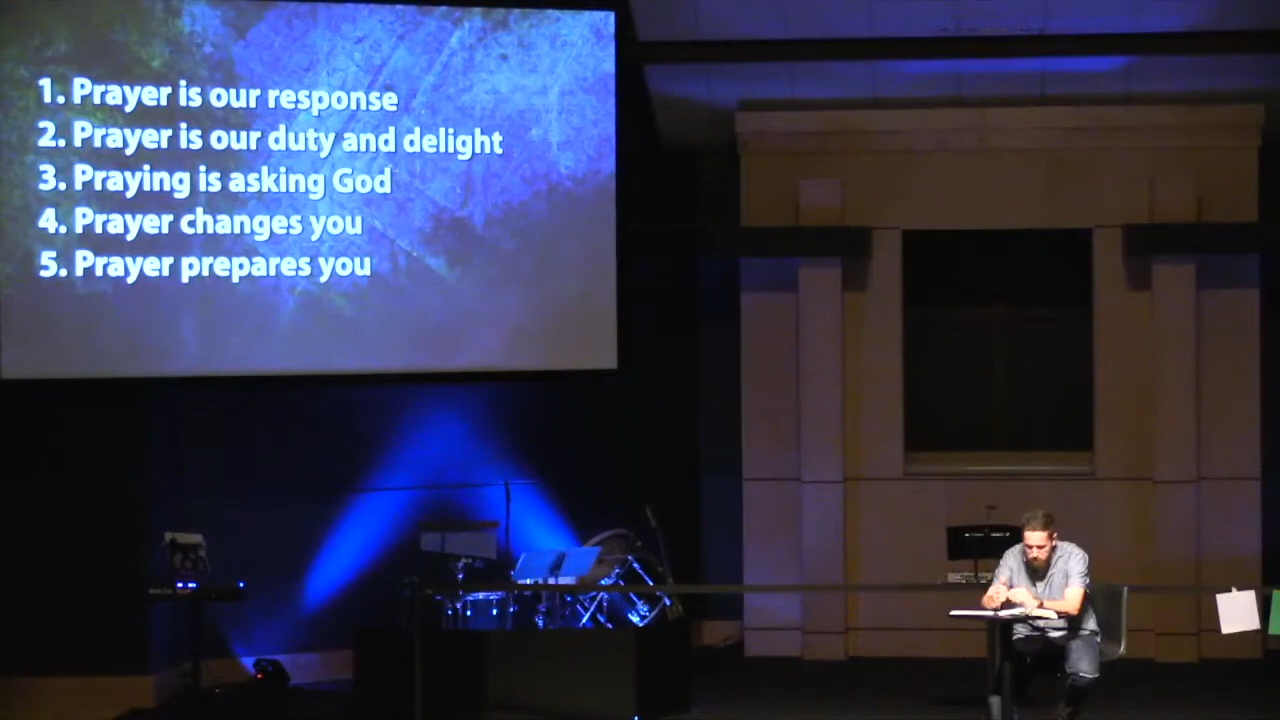 1. Prayer is our response
2. Prayer is our duty and delight
3. Praying is asking God
4. Prayer changes you
5. Prayer prepares you